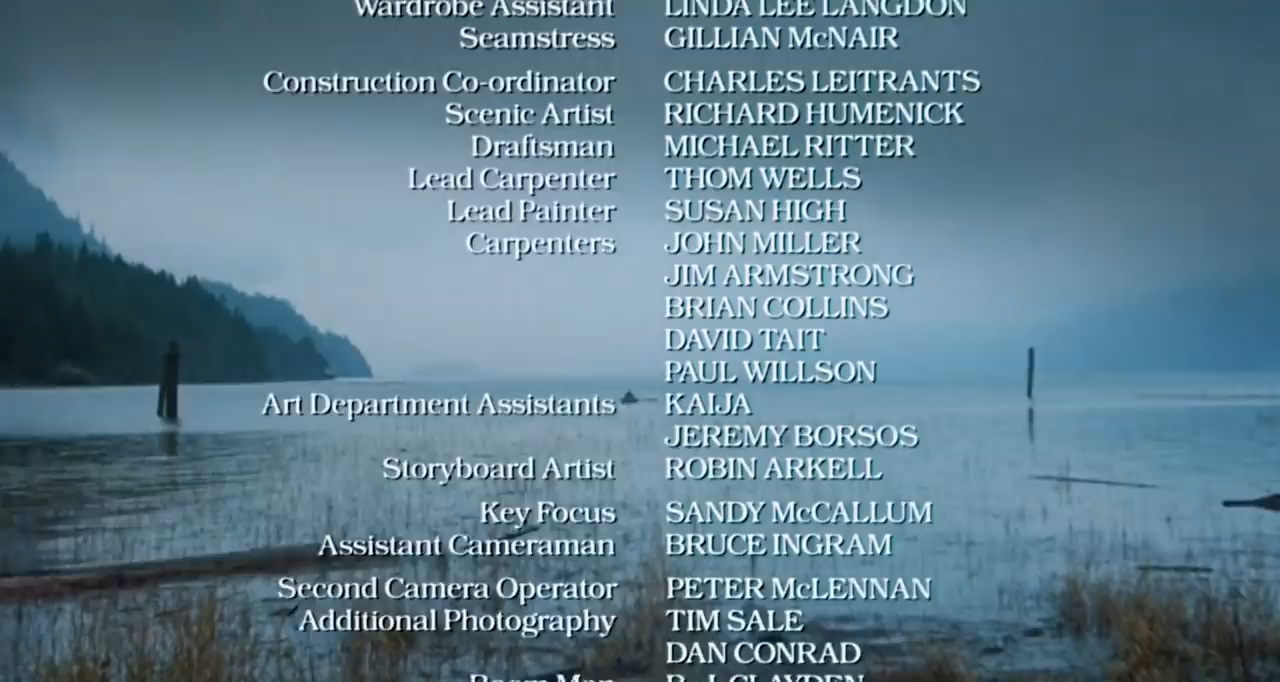 Wardrobe Assistant LINDA LEE LANGDON
Seamstress GILLIAN McNAIR
Construction Co-ordinator CHARLES LEITRANTS
Scenic Artist RICHARD HUMENICK
Draftsman MICHAEL RITTER
Lead Carpenter THOM WELLS
Lead Painter SUSAN HIGH
Carpenters JOHN MILLER
JIM ARMSTRONG
BRIAN COLLINS
DAVID TAIT
PAUL WILLSON
Art Department Assistants KAIJA
JEREMY BORSOS
Storyboard Artist ROBIN ARKELL
Key Focus SANDY McCALLUM
Assistant Cameraman BRUCE INGRAM
Second Camera Operator PETER McLENNAN
Additional Photography TIM SALE
DAN CONRAD
Boom Man B. J. CLAYDEN